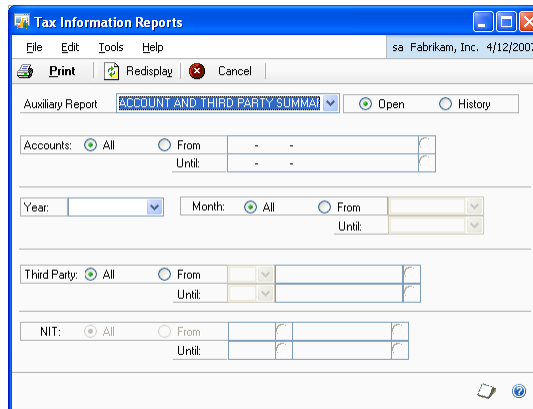 Tax Information Reports
File Edit Tools Help sa Fabrikam, Inc. 4/12/2007
Print Redisplay Cancel
Auxiliary Report ACCOUNT AND THIRD PARTY SUMMAR Open History
Accounts: All From - -
Until: - -
Year: Month: All From
Until:
Third Party: All From
Until:
NIT: All From
Until: